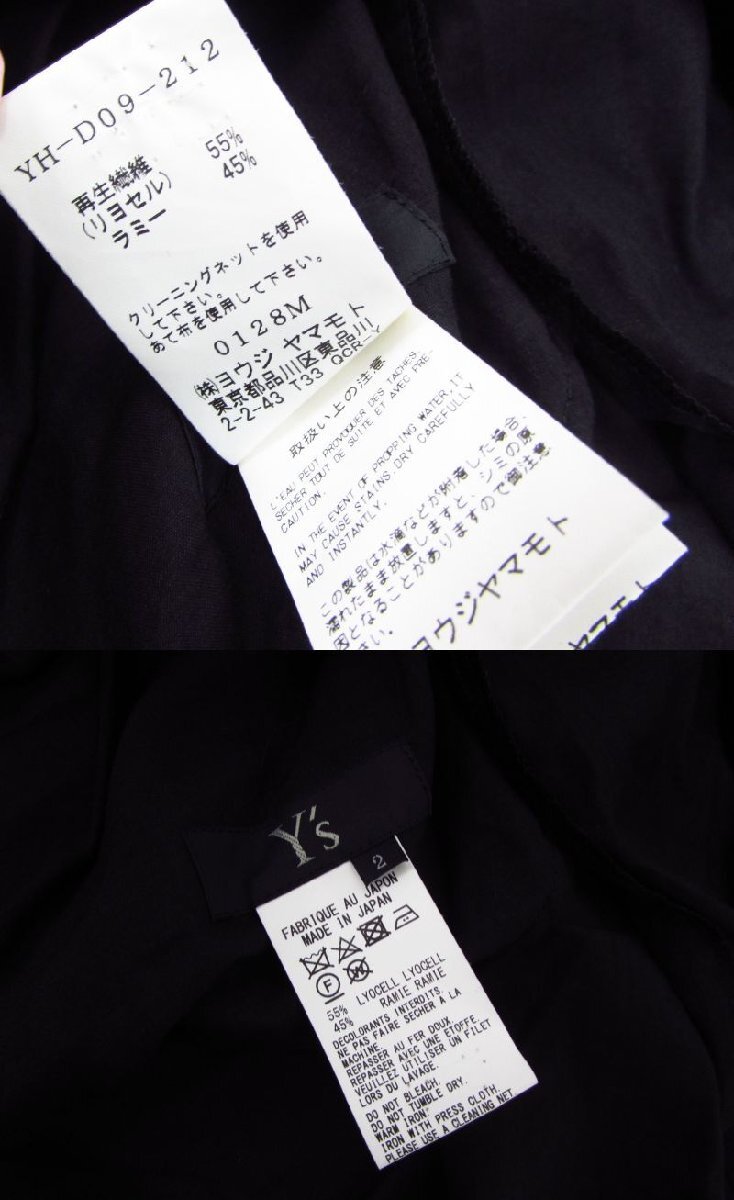 YH-D09-212
再生繊維 55%
(リヨセル) 45%
ラミー
クリーニングネットを使用
して下さい。
あて布を使用して下さい。
0128M
㈱ヨウジ ヤマモト
東京都品川区東品川
2-2-43 T33 QCR-Y
取扱い上の注意
L'EAU PEUT PROVOQUER DES TACHES.
SECHER TOUT DE SUITE ET AVEC PRE-
CAUTION.
IN THE EVENT OF DROPPING WATER, IT
MAY CAUSE STAINS DRY CAREFULLY
AND INSTANTLY.
この製品は水滴などが附着した場合、
濡れたまま放置しますと、シミの原
因となることがありますので御注意
さい。
ヨウジヤマモト
ヤマモト
Y's
2
FABRIQUE AU JAPON
MADE IN JAPAN
F W
55% LYOCELL LYOCELL
45% RAMIE RAMIE
DECOLORANTS INTERDITS.
NE PAS FAIRE SECHER A LA
MACHINE.
REPASSER AU FER DOUX
REPASSER AVEC UNE ETOFFE.
VEUILLEZ UTILISER UN FILET
LORS DU LAVAGE.
DO NOT BLEACH.
DO NOT TUMBLE DRY.
WARM IRON
IRON WITH PRESS CLOTH.
PLEASE USE A CLEANING NET.